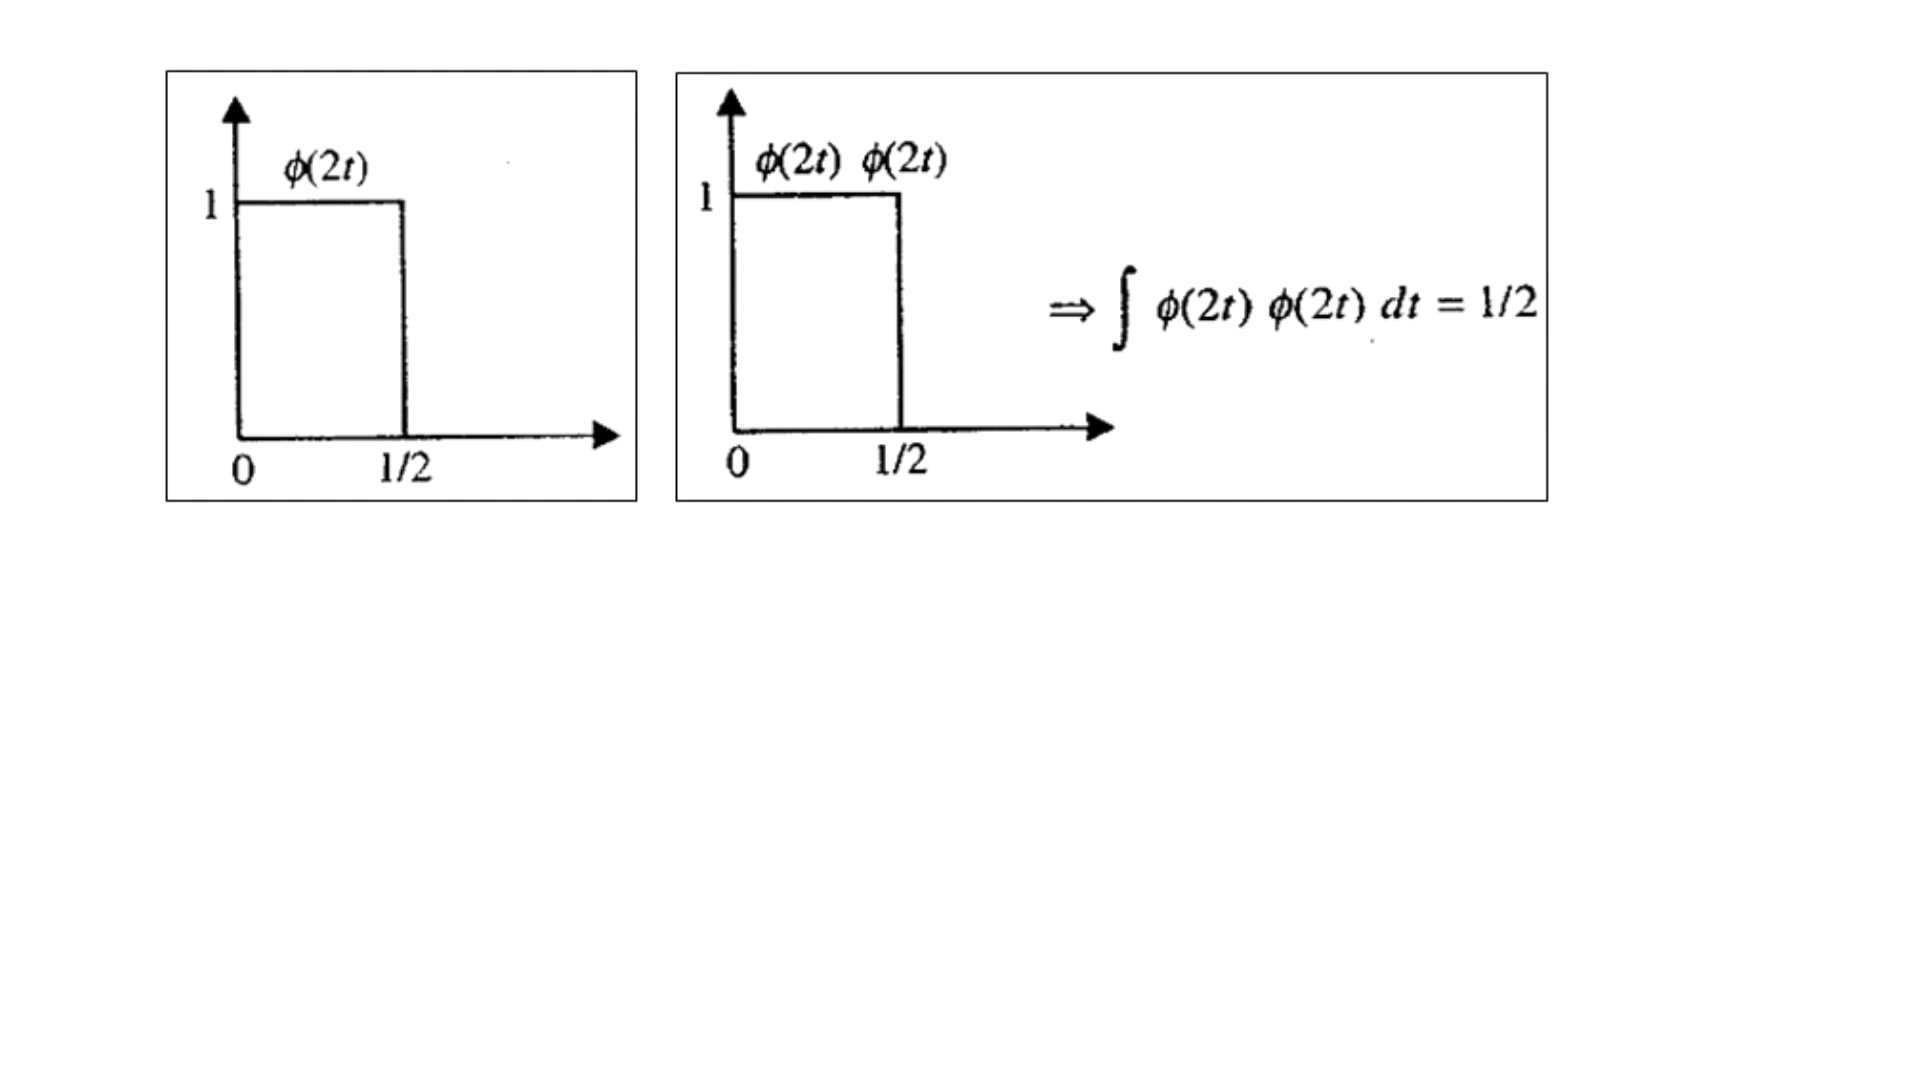 ϕ(2t)
1
0 1/2
ϕ(2t) ϕ(2t)
1
⇒ ∫ ϕ(2t) ϕ(2t) dt = 1/2
0 1/2